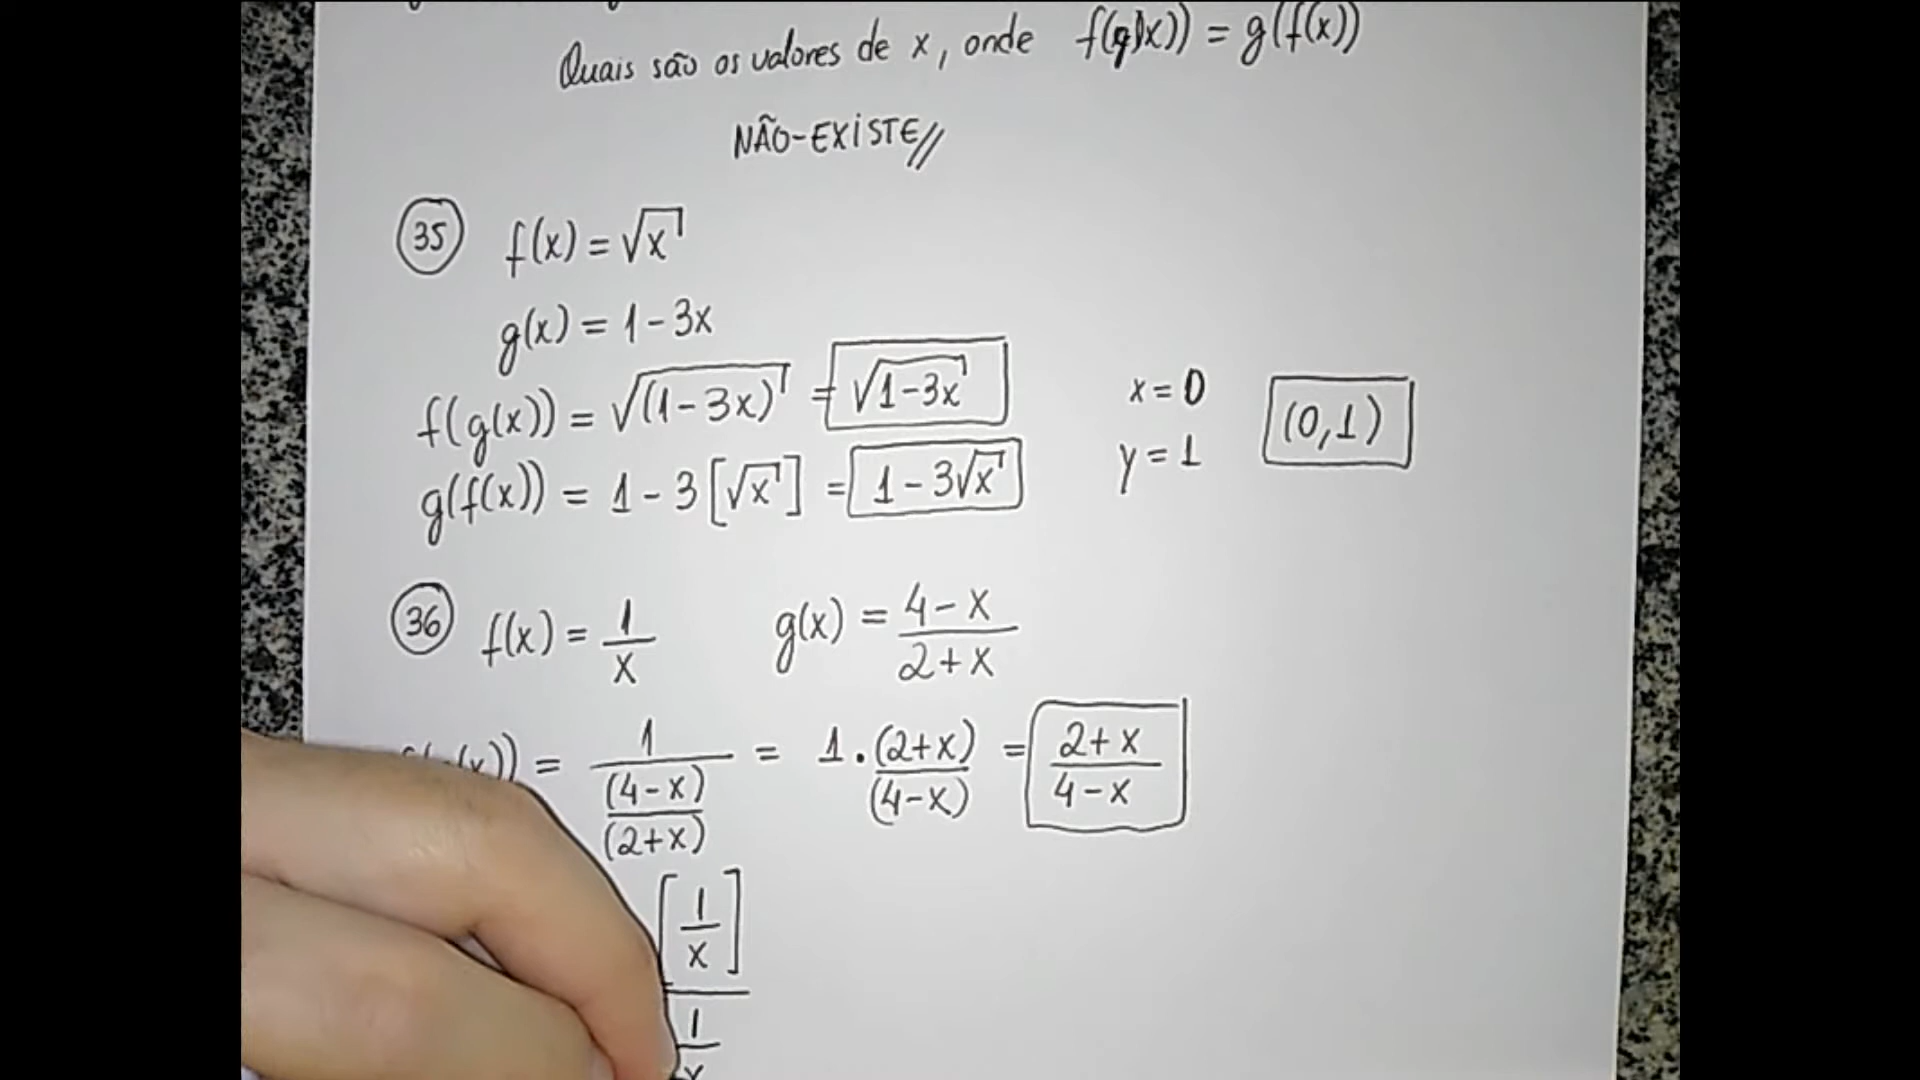 Quais são os valores de x, onde f(g(x)) = g(f(x))
NÃO-EXISTE//
35 f(x) = √x
g(x) = 1 - 3x
f(g(x)) = √(1-3x) = √1-3x
g(f(x)) = 1 - 3[√x] = 1 - 3√x
x = 0
y = 1
(0,1)
36 f(x) = 1/x g(x) = 4-x/2+x
(x)) = 1/(4-x)/(2+x) = 1 . (2+x)/(4-x) = 2+x/4-x
[1/x]
1/x